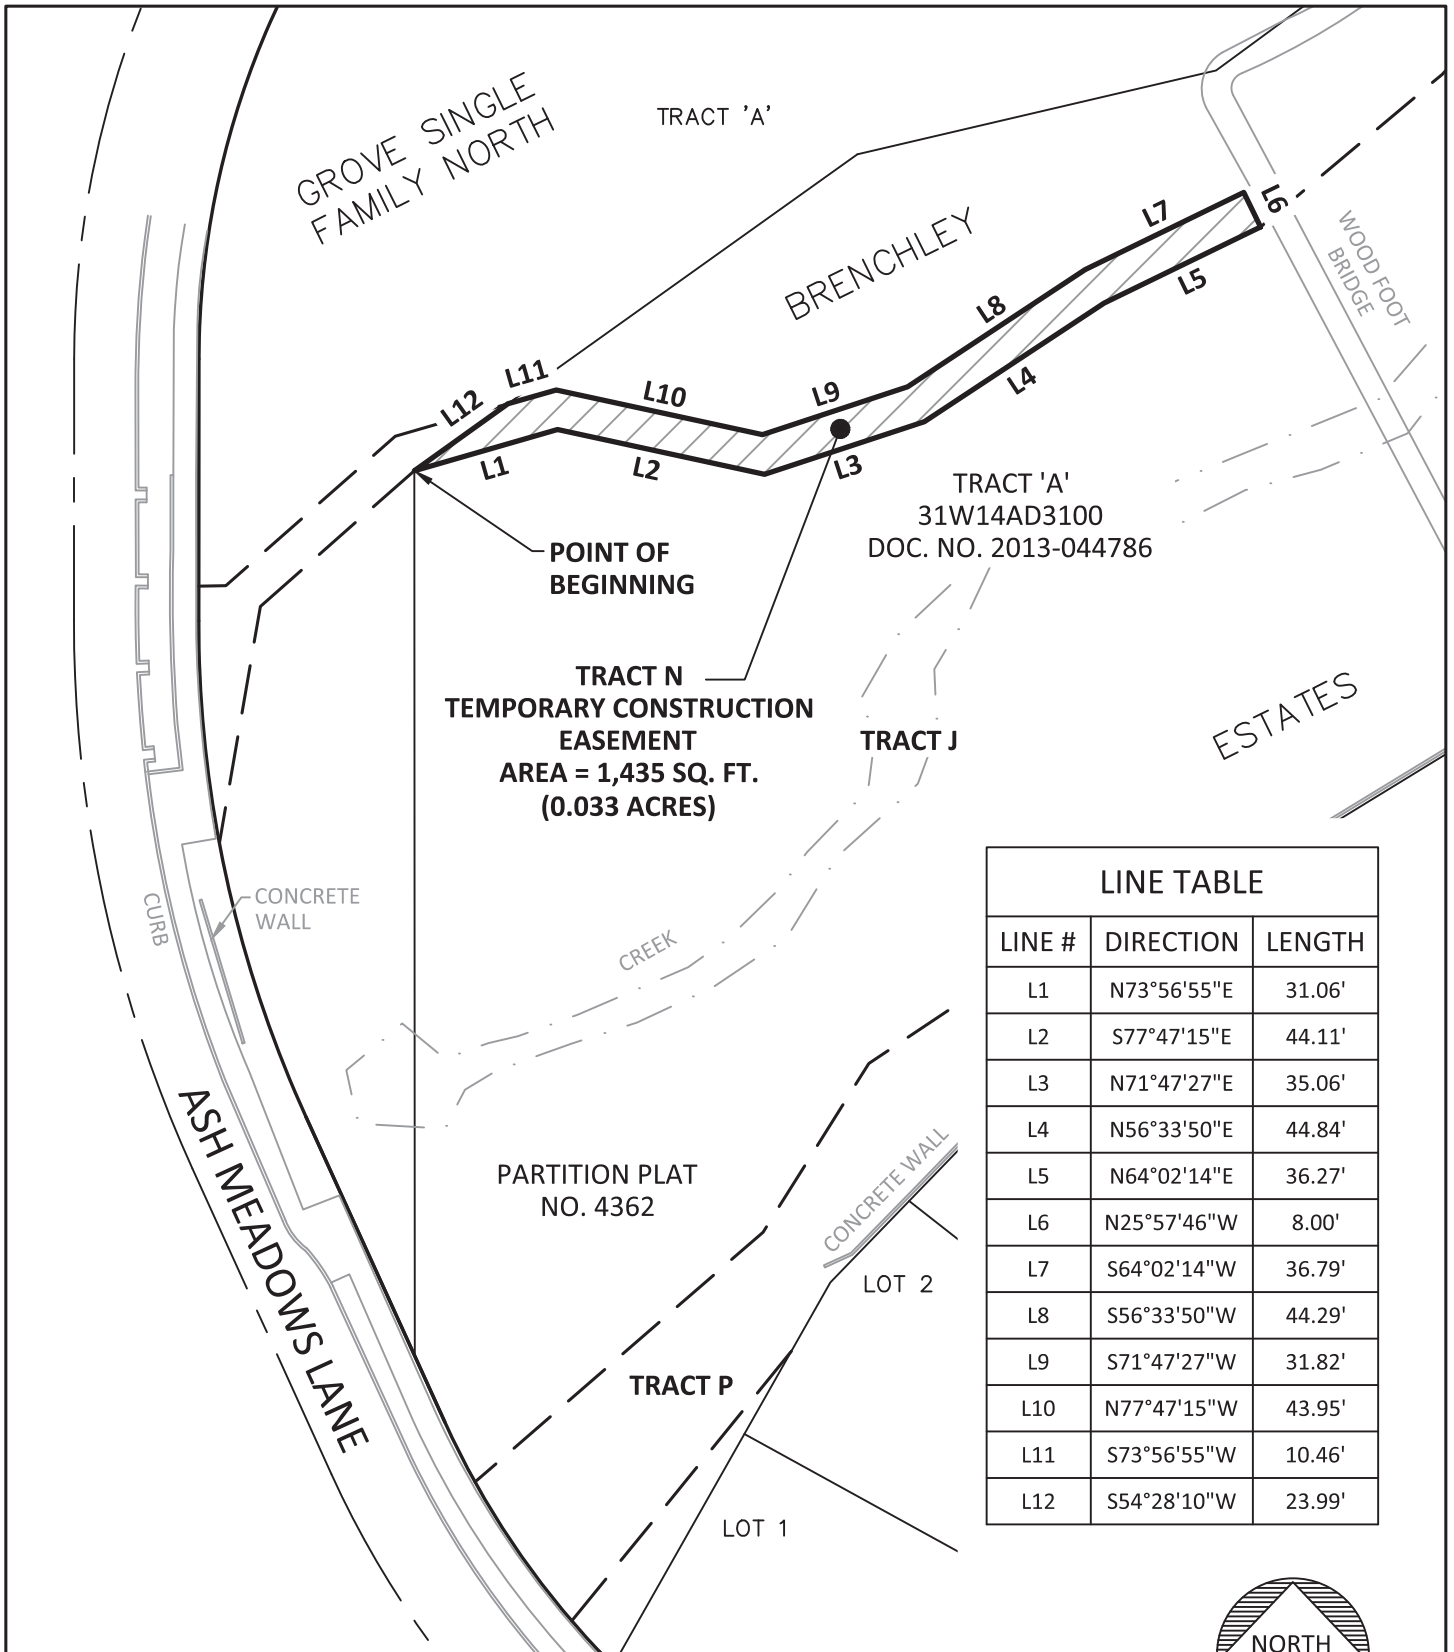 GROVE SINGLE
FAMILY NORTH
TRACT 'A'
BRENCHLEY
L7
L6
WOOD FOOT
BRIDGE
L5
L8
L4
L11
L12
L10
L9
L1
L2
L3
TRACT 'A'
31W14AD3100
DOC. NO. 2013-044786
POINT OF
BEGINNING
TRACT N
TEMPORARY CONSTRUCTION
EASEMENT
AREA = 1,435 SQ. FT.
(0.033 ACRES)
TRACT J
ESTATES
CONCRETE
WALL
CURB
CREEK
ASH MEADOWS LANE
PARTITION PLAT
NO. 4362
CONCRETE WALL
LOT 2
TRACT P
LOT 1
LINE TABLE
LINE # DIRECTION LENGTH
L1 N73°56'55"E 31.06'
L2 S77°47'15"E 44.11'
L3 N71°47'27"E 35.06'
L4 N56°33'50"E 44.84'
L5 N64°02'14"E 36.27'
L6 N25°57'46"W 8.00'
L7 S64°02'14"W 36.79'
L8 S56°33'50"W 44.29'
L9 S71°47'27"W 31.82'
L10 N77°47'15"W 43.95'
L11 S73°56'55"W 10.46'
L12 S54°28'10"W 23.99'
NORTH